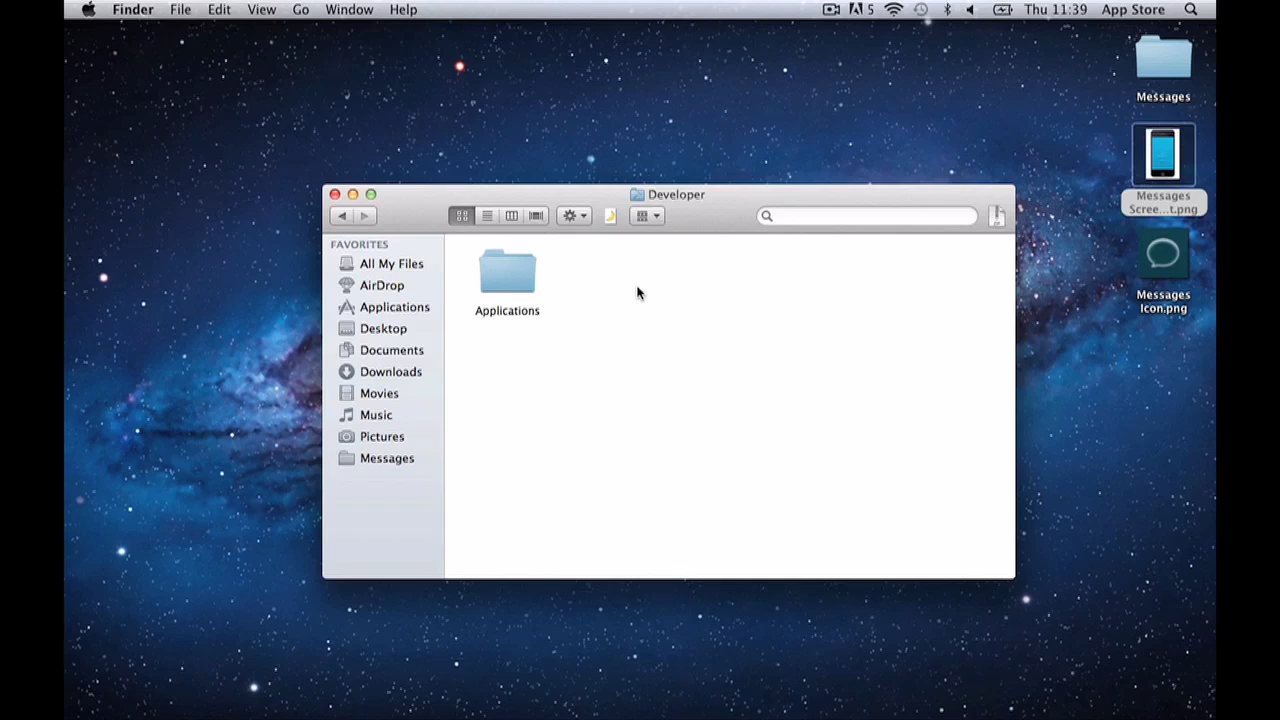 Finder File Edit View Go Window Help 5 Thu 11:39 App Store
Messages
Messages
Scree...t.png
Messages
Icon.png
Developer
FAVORITES
All My Files
AirDrop
Applications
Desktop
Documents
Downloads
Movies
Music
Pictures
Messages
Applications